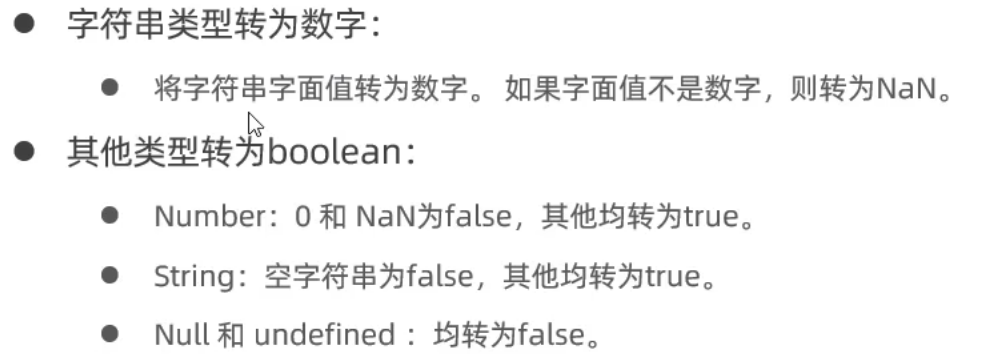 字符串类型转为数字：
将字符串字面值转为数字。 如果字面值不是数字，则转为NaN。
其他类型转为boolean：
Number：0 和 NaN为false，其他均转为true。
String：空字符串为false，其他均转为true。
Null 和 undefined ：均转为false。